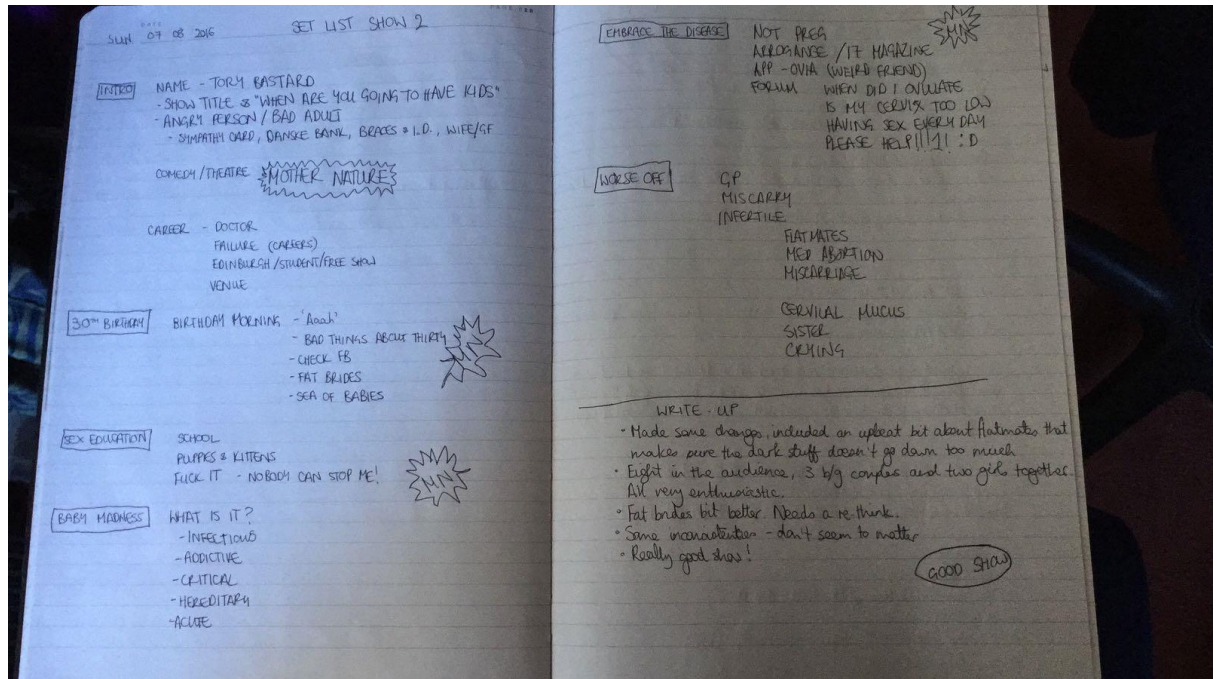 DATE
SUN 07 08 2016
SET LIST SHOW 2
INTRO
NAME - TORY BASTARD
- SHOW TITLE & "WHEN ARE YOU GOING TO HAVE KIDS"
- ANGRY PERSON / BAD ADULT
- SYMPATHY CARD, DANSKE BANK, BRACES & I.D., WIFE/GF
COMEDY / THEATRE MOTHER NATURE
CAREER - DOCTOR
FAILURE (CAREERS)
EDINBURGH / STUDENT / FREE SHOW
VENUE
30TH BIRTHDAY
BIRTHDAY MORNING - 'Aaah'
- BAD THINGS ABOUT THIRTY
- CHECK FB
- FAT BRIDES
- SEA OF BABIES
MN
SEX EDUCATION
SCHOOL
PUPPIES & KITTENS
FUCK IT - NOBODY CAN STOP ME!
MN
BABY MADNESS
WHAT IS IT?
- INFECTIOUS
- ADDICTIVE
- CRITICAL
- HEREDITARY
- ACUTE
EMBRACE THE DISEASE
NOT PREG
ARROGANCE / 17 MAGAZINE
APP - OVIA (WEIRD FRIEND)
FORUM WHEN DID I OVULATE
IS MY CERVIX TOO LOW
HAVING SEX EVERY DAY
PLEASE HELP!!!1! :D
MN
WORSE OFF
GP
MISCARRY
INFERTILE
FLATMATES
MED ABORTION
MISCARRIAGE
CERVICAL MUCUS
SISTER
CRYING
WRITE-UP
• Made some changes, included an upbeat bit about flatmates that
makes sure the dark stuff doesn't go down too much
• Eight in the audience, 3 b/g couples and two girls together.
All very enthusiastic.
• Fat brides bit better. Needs a re-think.
• Some inconsistencies - don't seem to matter
• Really good show!
GOOD SHOW